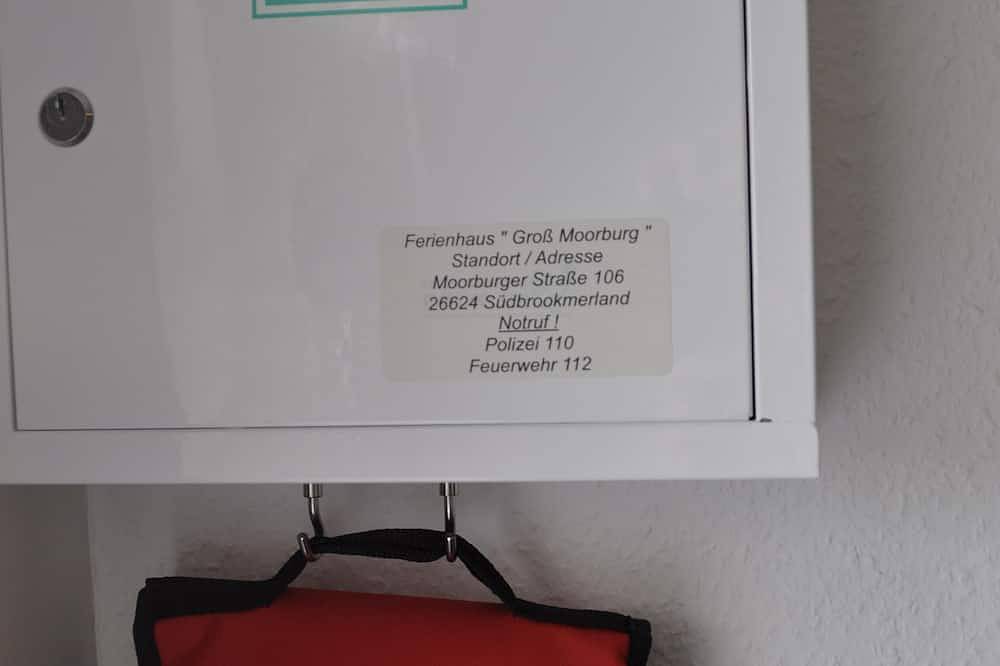 Ferienhaus " Groß Moorburg "
Standort / Adresse
Moorburger Straße 106
26624 Südbrookmerland
Notruf !
Polizei 110
Feuerwehr 112